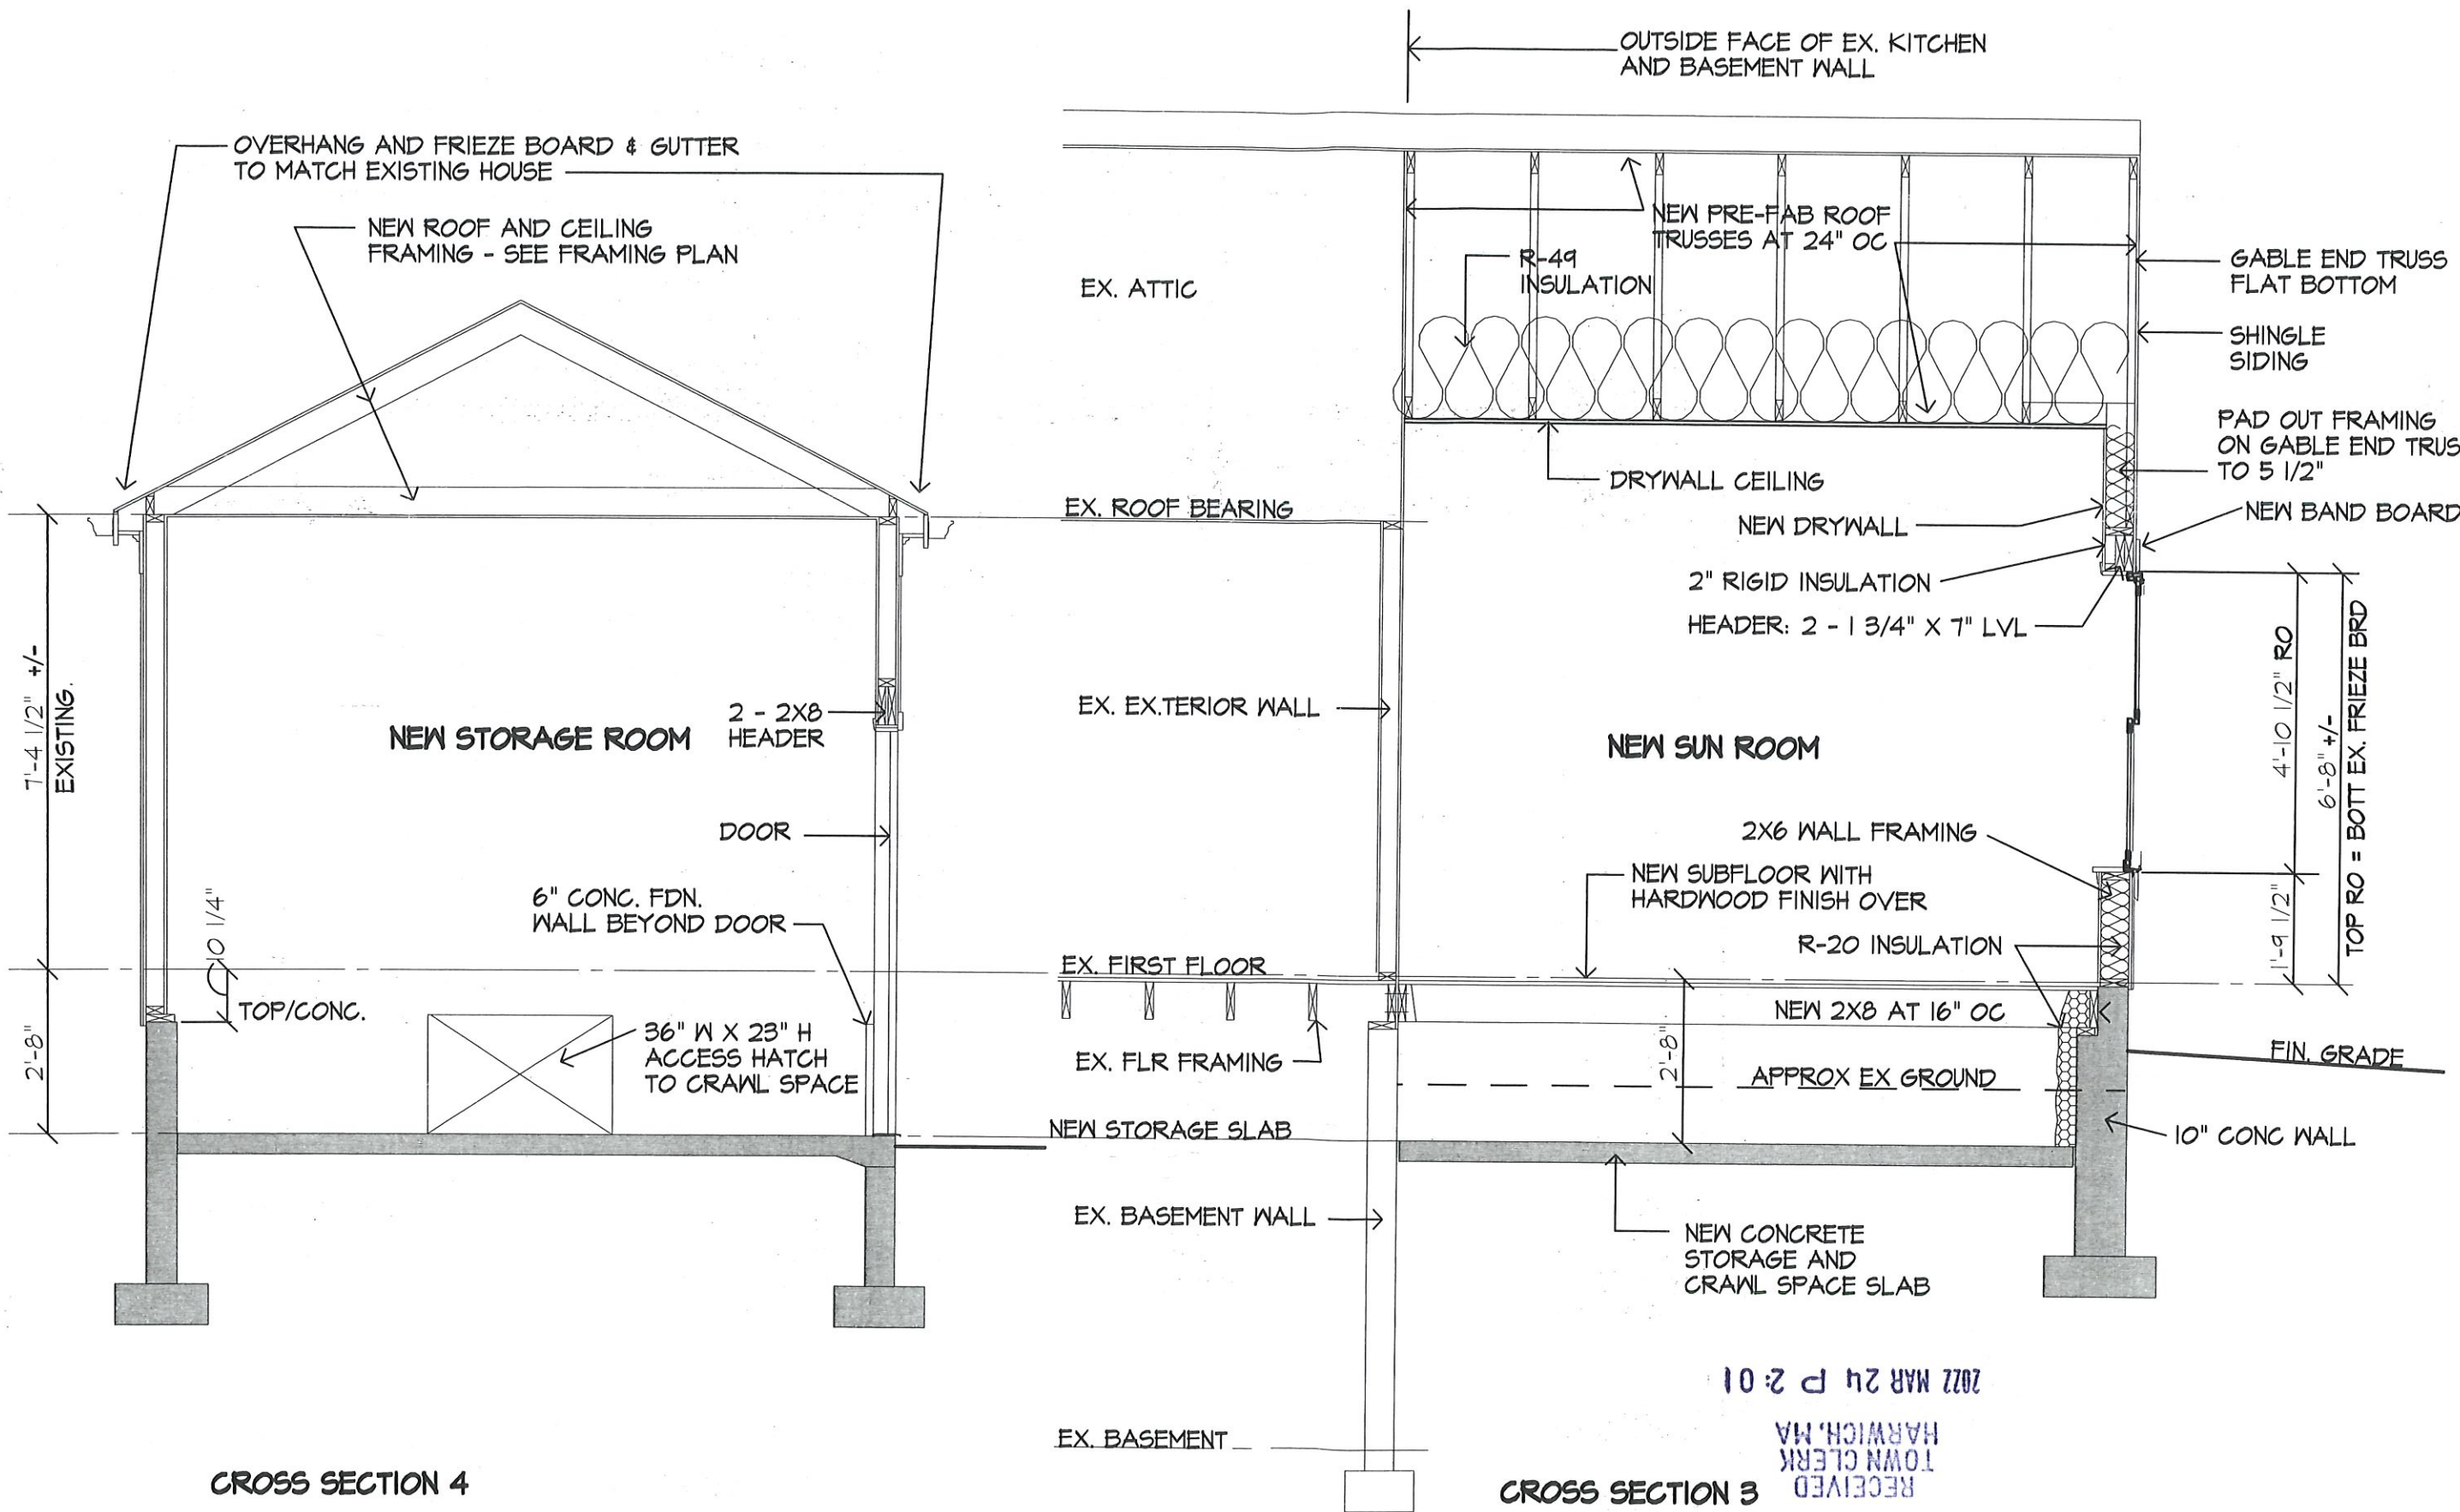 OUTSIDE FACE OF EX. KITCHEN
AND BASEMENT WALL
OVERHANG AND FRIEZE BOARD & GUTTER
TO MATCH EXISTING HOUSE
NEW ROOF AND CEILING
FRAMING - SEE FRAMING PLAN
7'-4 1/2" +/-
EXISTING.
NEW STORAGE ROOM
2 - 2X8
HEADER
DOOR
6" CONC. FDN.
WALL BEYOND DOOR
10 1/4"
TOP/CONC.
2'-8"
36" W X 23" H
ACCESS HATCH
TO CRAWL SPACE
CROSS SECTION 4
EX. ATTIC
NEW PRE-FAB ROOF
TRUSSES AT 24" OC
R-49
INSULATION
GABLE END TRUSS
FLAT BOTTOM
SHINGLE
SIDING
PAD OUT FRAMING
ON GABLE END TRUS
TO 5 1/2"
DRYWALL CEILING
EX. ROOF BEARING
NEW DRYWALL
NEW BAND BOARD
2" RIGID INSULATION
HEADER: 2 - 1 3/4" X 7" LVL
4'-10 1/2" RO
6'-8" +/-
TOP RO = BOTT EX. FRIEZE BRD
EX. EX.TERIOR WALL
NEW SUN ROOM
2X6 WALL FRAMING
NEW SUBFLOOR WITH
HARDWOOD FINISH OVER
1'-9 1/2"
R-20 INSULATION
EX. FIRST FLOOR
NEW 2X8 AT 16" OC
EX. FLR FRAMING
2'-8"
APPROX EX GROUND
FIN. GRADE
NEW STORAGE SLAB
10" CONC WALL
EX. BASEMENT WALL
NEW CONCRETE
STORAGE AND
CRAWL SPACE SLAB
EX. BASEMENT
CROSS SECTION 3
RECEIVED
TOWN CLERK
HARWICH, MA
2022 MAR 24 P 2:01